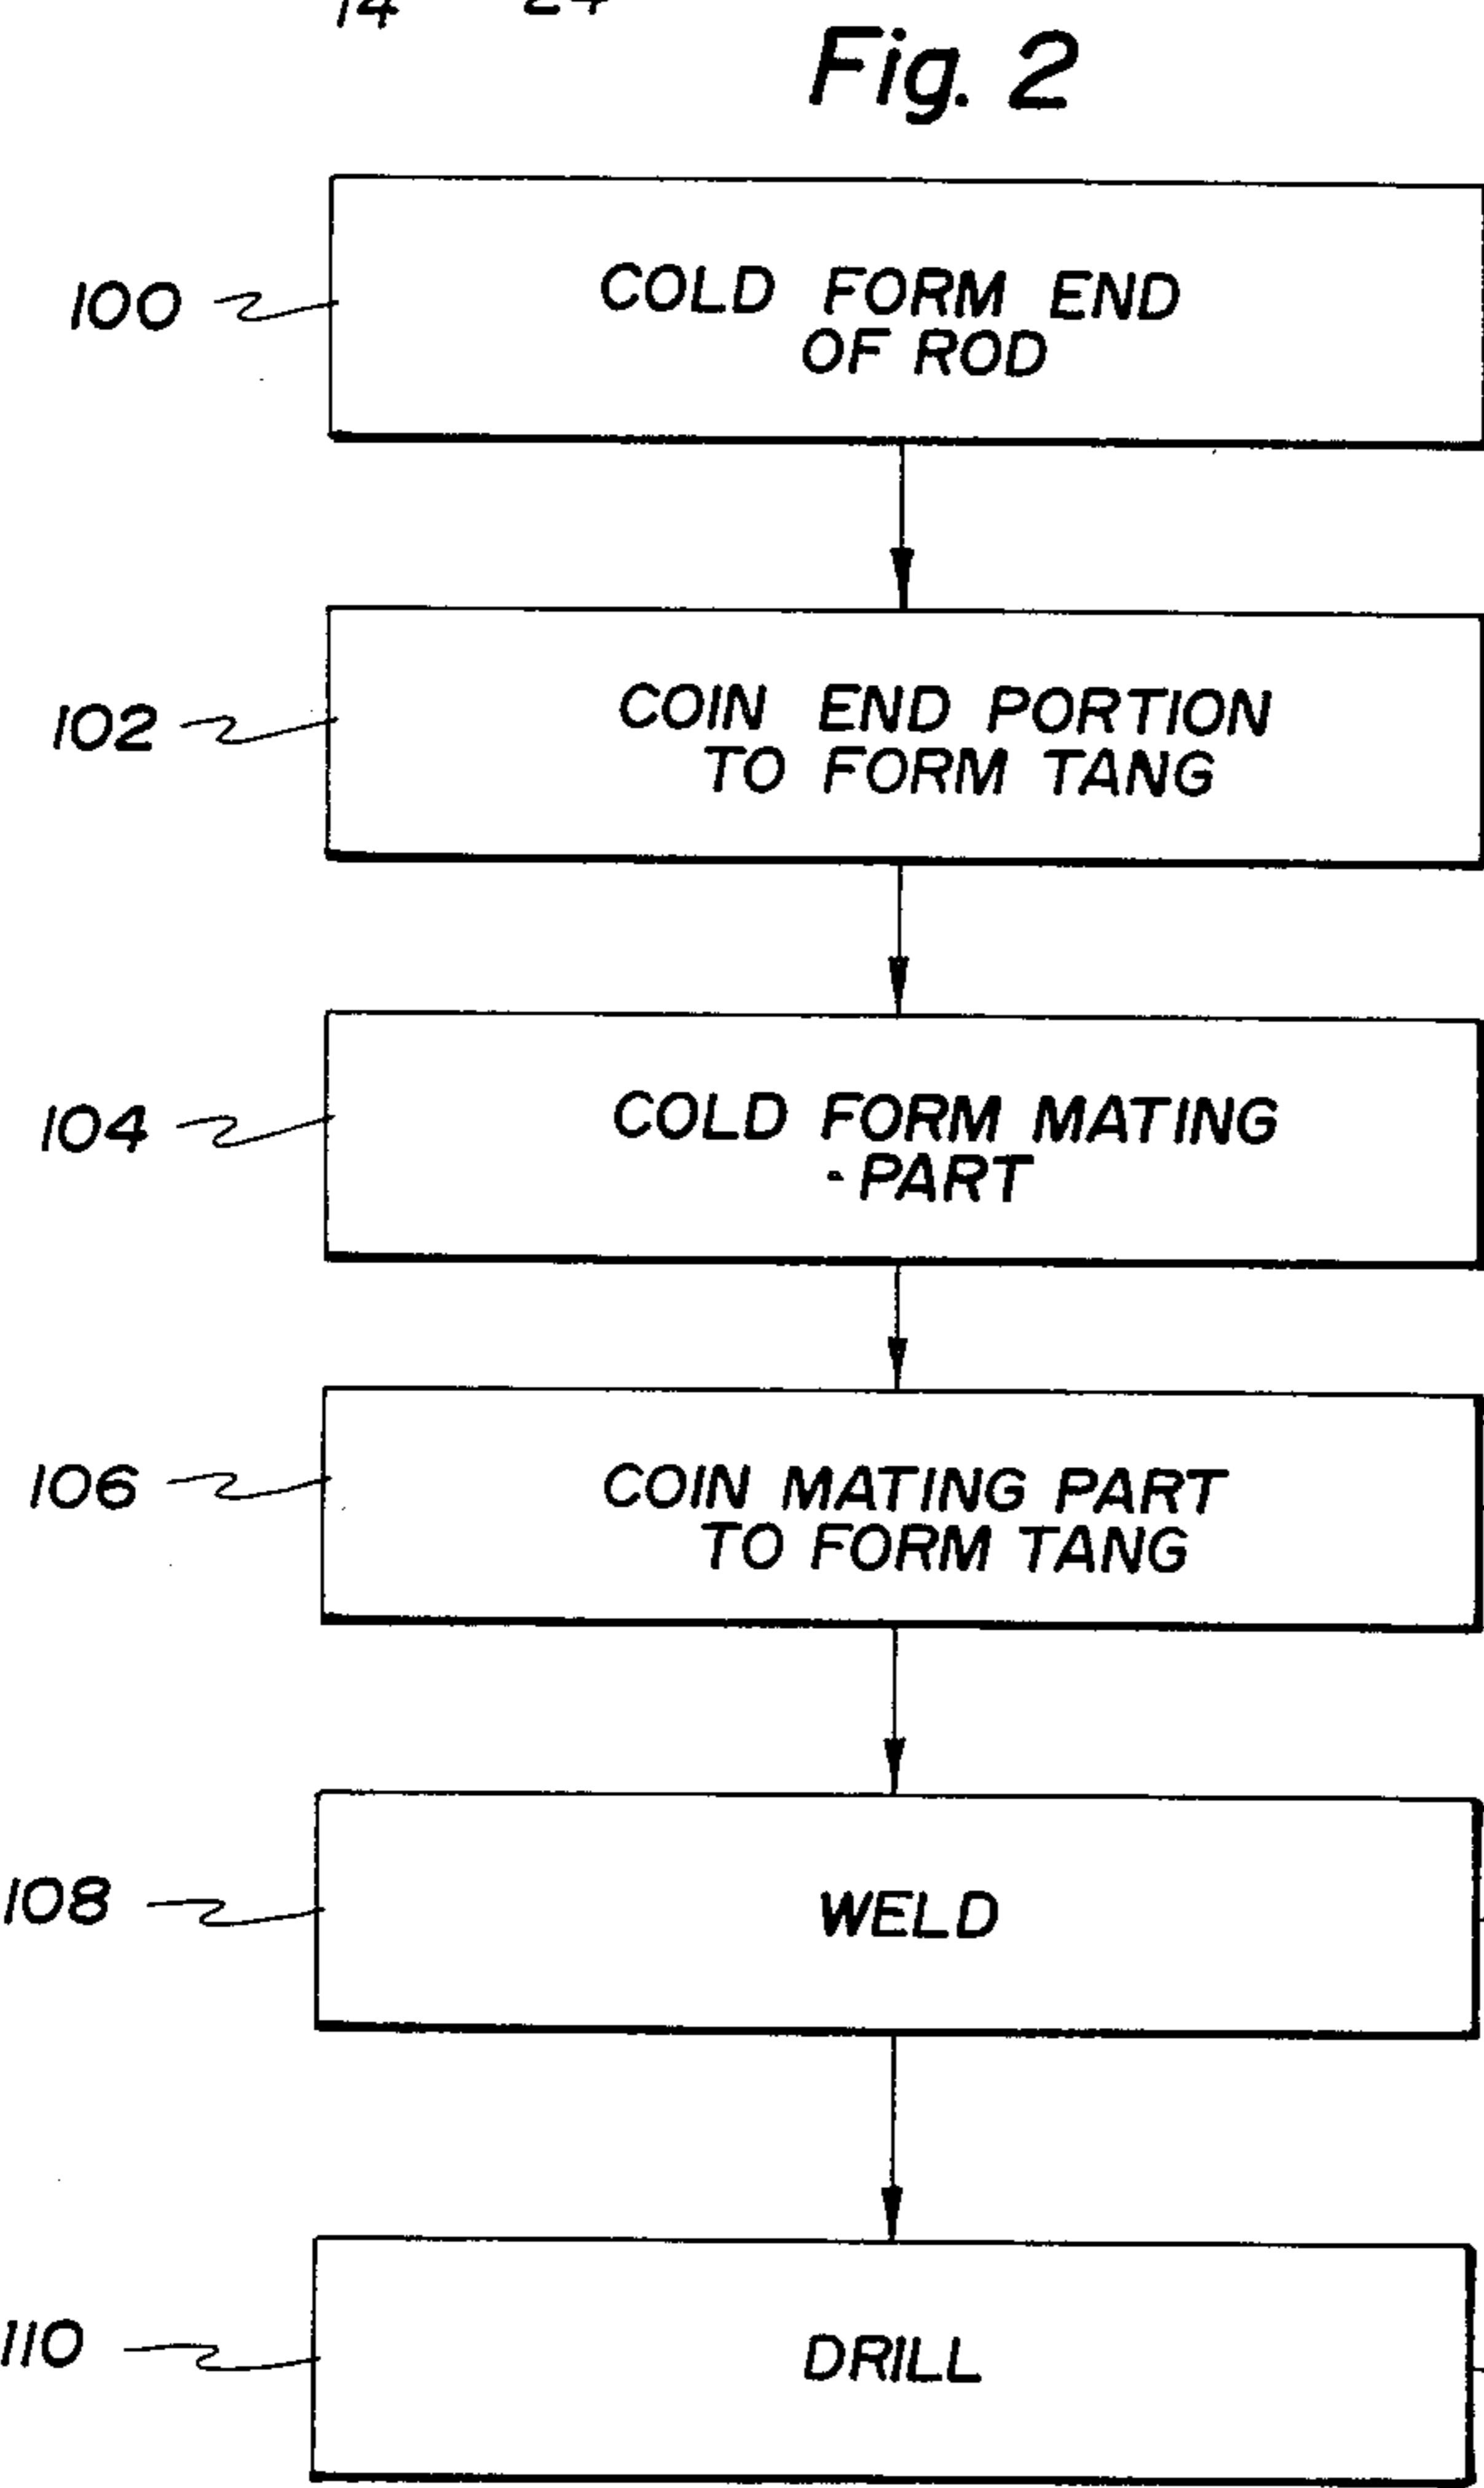 Fig. 2
100
COLD FORM END
OF ROD
102
COIN END PORTION
TO FORM TANG
104
COLD FORM MATING
PART
106
COIN MATING PART
TO FORM TANG
108
WELD
110
DRILL